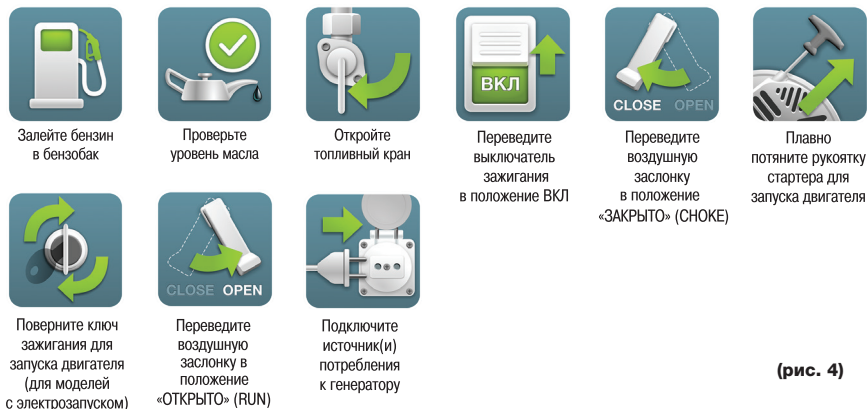 Залейте бензин
в бензобак
Проверьте
уровень масла
Откройте
топливный кран
ВКЛ
Переведите
выключатель
зажигания
в положение ВКЛ
CLOSE OPEN
Переведите
воздушную
заслонку
в положение
«ЗАКРЫТО» (CHOKE)
Плавно
потяните рукоятку
стартера для
запуска двигателя
Поверните ключ
зажигания для
запуска двигателя
(для моделей
с электрозапуском)
CLOSE OPEN
Переведите
воздушную
заслонку в
положение
«ОТКРЫТО» (RUN)
Подключите
источник(и)
потребления
к генератору
(рис. 4)